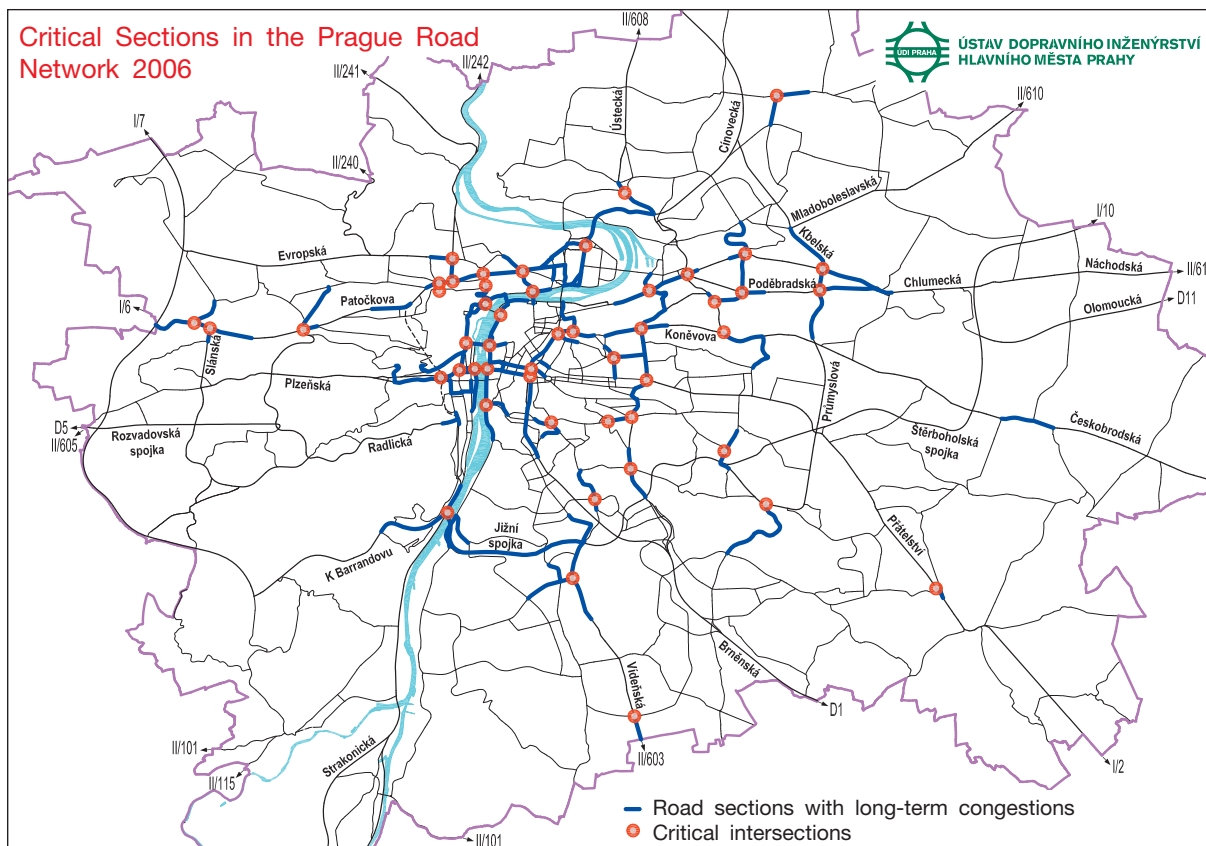 Critical Sections in the Prague Road
Network 2006
ÚDI PRAHA
ÚSTAV DOPRAVNÍHO INŽENÝRSTVÍ
HLAVNÍHO MĚSTA PRAHY
II/608
II/242
II/241
II/610
I/7
II/240
Ústecká
Cínovecká
Mladoboleslavská
I/10
Kbelská
Evropská
Náchodská
II/61
Poděbradská
Chlumecká
D11
Olomoucká
I/6
Patočkova
Koněvova
Slánská
Plzeňská
Průmyslová
D5
II/605
Rozvadovská
spojka
Radlická
Štěrboholská
spojka
Českobrodská
Jižní
spojka
K Barrandovu
Přátelství
Brněnská
Vídeňská
D1
II/101
Strakonická
II/603
I/2
II/115
II/101
Road sections with long-term congestions
Critical intersections